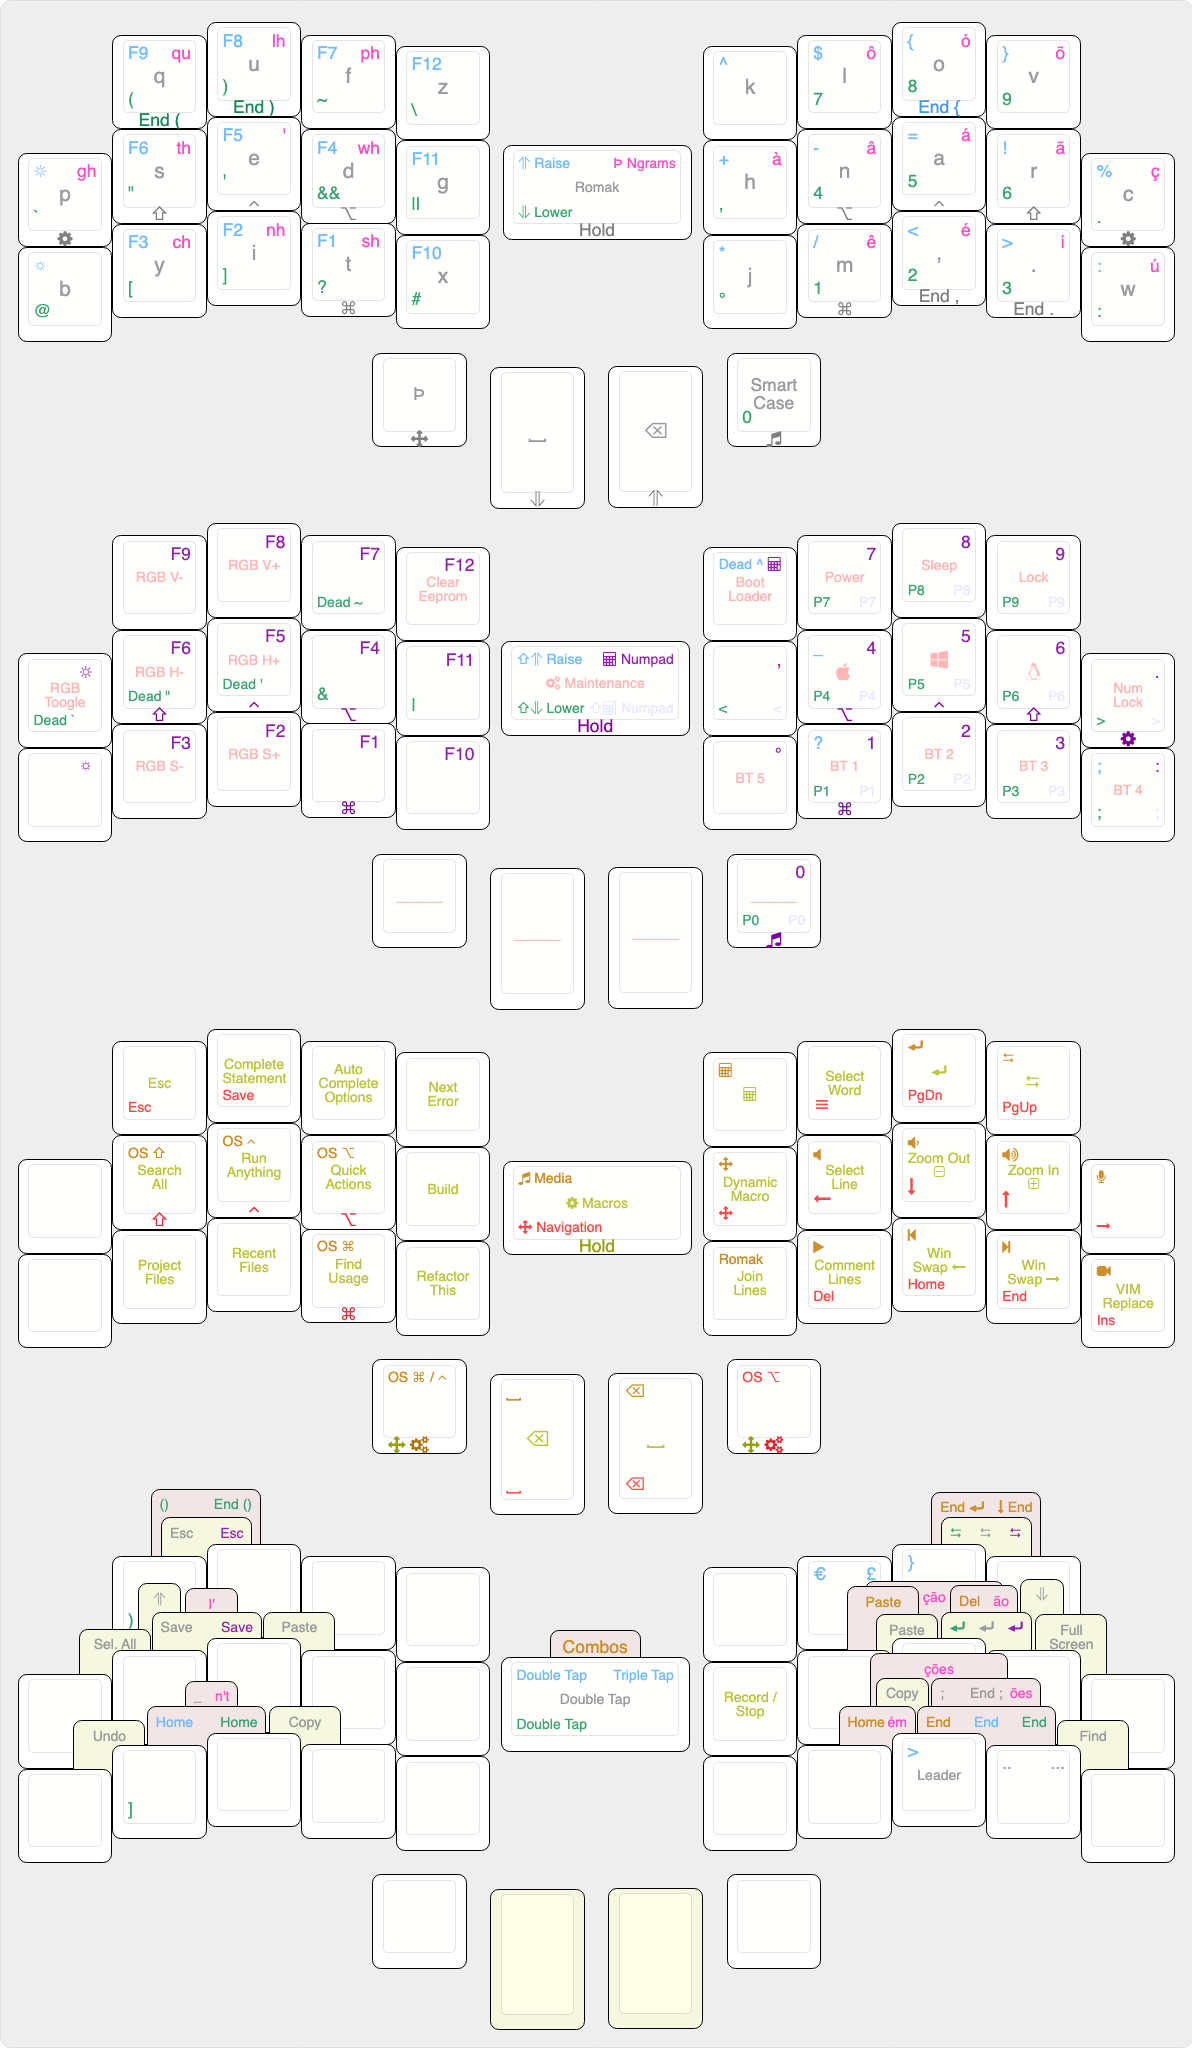 F9 qu
q
(
End (
F8 lh
u
)
End )
F7 ph
f
~
F12
z
\
^
k
$ ô
l
7
{ ó
o
8
End {
} õ
v
9
gh
p
`
F6 th
s
"
F5 '
e
'
^
F4 wh
d
&&
⌥
F11
g
||
⇑ Raise Þ Ngrams
Romak
⇓ Lower
Hold
+ à
h
,
- â
n
4
⌥
= á
a
5
^
! ã
r
6
% ç
c
.
b
@
F3 ch
y
[
F2 nh
i
]
F1 sh
t
?
⌘
F10
x
#
*
j
°
/ ê
m
1
⌘
< é
,
2
End ,
> í
.
3
End .
: ú
w
:
Þ
Smart
Case
0
F9
RGB V-
F8
RGB V+
F7
Dead ~
F12
Clear
Eeprom
Dead ^
Boot
Loader
7
Power
P7 P7
8
Sleep
P8 P8
9
Lock
P9 P9
RGB
Toogle
Dead `
F6
RGB H-
Dead "
F5
RGB H+
Dead '
^
F4
&
⌥
F11
|
⇧⇑ Raise Numpad
Maintenance
⇧⇓ Lower ⇧ Numpad
Hold
,
< <
_ 4
P4 P4
⌥
5
P5 P5
^
6
P6 P6
.
Num
Lock
> >
F3
RGB S-
F2
RGB S+
F1
⌘
F10
°
BT 5
? 1
BT 1
P1 P1
⌘
2
BT 2
P2 P2
3
BT 3
P3 P3
; :
BT 4
; ;
0
P0 P0
Esc
Esc
Complete
Statement
Save
Auto
Complete
Options
Next
Error
Select
Word
PgDn
PgUp
OS ⇧
Search
All
OS ^
Run
Anything
^
OS ⌥
Quick
Actions
⌥
Build
Media
Macros
Navigation
Hold
Dynamic
Macro
Select
Line
Zoom Out
Zoom In
Project
Files
Recent
Files
OS ⌘
Find
Usage
⌘
Refactor
This
Romak
Join
Lines
Comment
Lines
Del
Win
Swap ←
Home
Win
Swap →
End
VIM
Replace
Ins
OS ⌘ / ^
OS ⌥
() End ()
Esc Esc
)
I'
Save Save
Paste
Sel. All
_ n't
Home Home
Copy
Undo
]
Combos
Double Tap Triple Tap
Double Tap
Double Tap
Record /
Stop
End ↵ ↓ End
€ £
}
Paste ção Del ão
Paste
Full
Screen
ções
Copy ; End ; ões
Home ém End End End
Find
>
Leader
.. ...